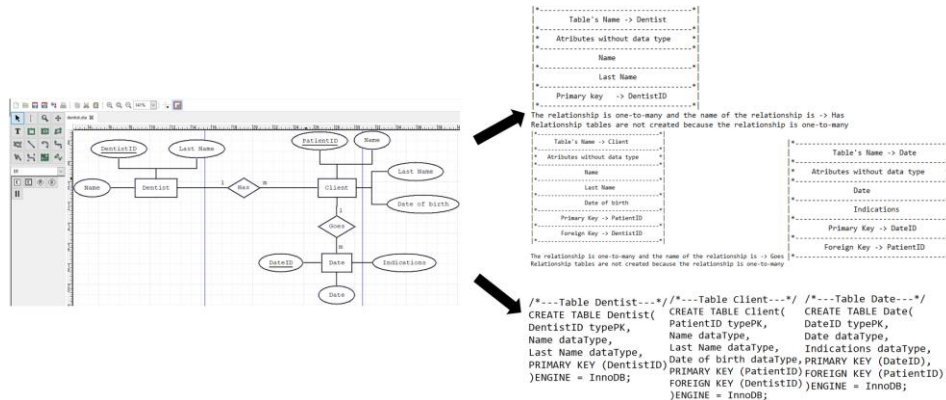 dentist.dia
DentistID
Last Name
Name
Dentist
1
Has
m
PatientID
Name
Client
Last Name
Date of birth
1
Goes
m
DateID
Date
Indications
Date
Table's Name -> Dentist
Atributes without data type
Name
Last Name
Primary key -> DentistID
The relationship is one-to-many and the name of the relationship is -> Has
Relationship tables are not created because the relationship is one-to-many
Table's Name -> Client
Atributes without data type
Name
Last Name
Date of birth
Primary Key -> PatientID
Foreign Key -> DentistID
The relationship is one-to-many and the name of the relationship is -> Goes
Relationship tables are not created because the relationship is one-to-many
Table's Name -> Date
Atributes without data type
Date
Indications
Primary Key -> DateID
Foreign Key -> PatientID
/*---Table Dentist---*/
CREATE TABLE Dentist(
DentistID typePK,
Name dataType,
Last Name dataType,
PRIMARY KEY (DentistID)
)ENGINE = InnoDB;
/*---Table Client---*/
CREATE TABLE Client(
PatientID typePK,
Name dataType,
Last Name dataType,
Date of birth dataType,
PRIMARY KEY (PatientID)
FOREIGN KEY (DentistID)
)ENGINE = InnoDB;
/*---Table Date---*/
CREATE TABLE Date(
DateID typePK,
Date dataType,
Indications dataType,
PRIMARY KEY (DateID),
FOREIGN KEY (PatientID)
)ENGINE = InnoDB;